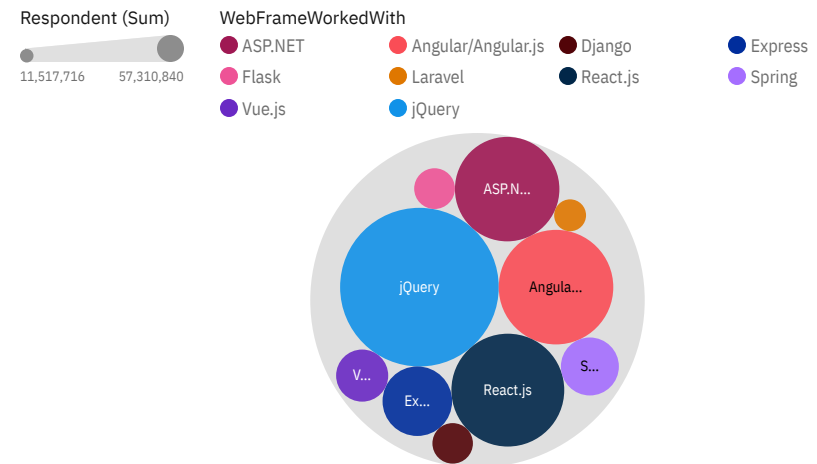 Respondent (Sum)
11,517,716 57,310,840
WebFrameWorkedWith
ASP.NET Angular/Angular.js Django Express
Flask Laravel React.js Spring
Vue.js jQuery
ASP.N...
jQuery
Angula...
V...
Ex...
React.js
S...